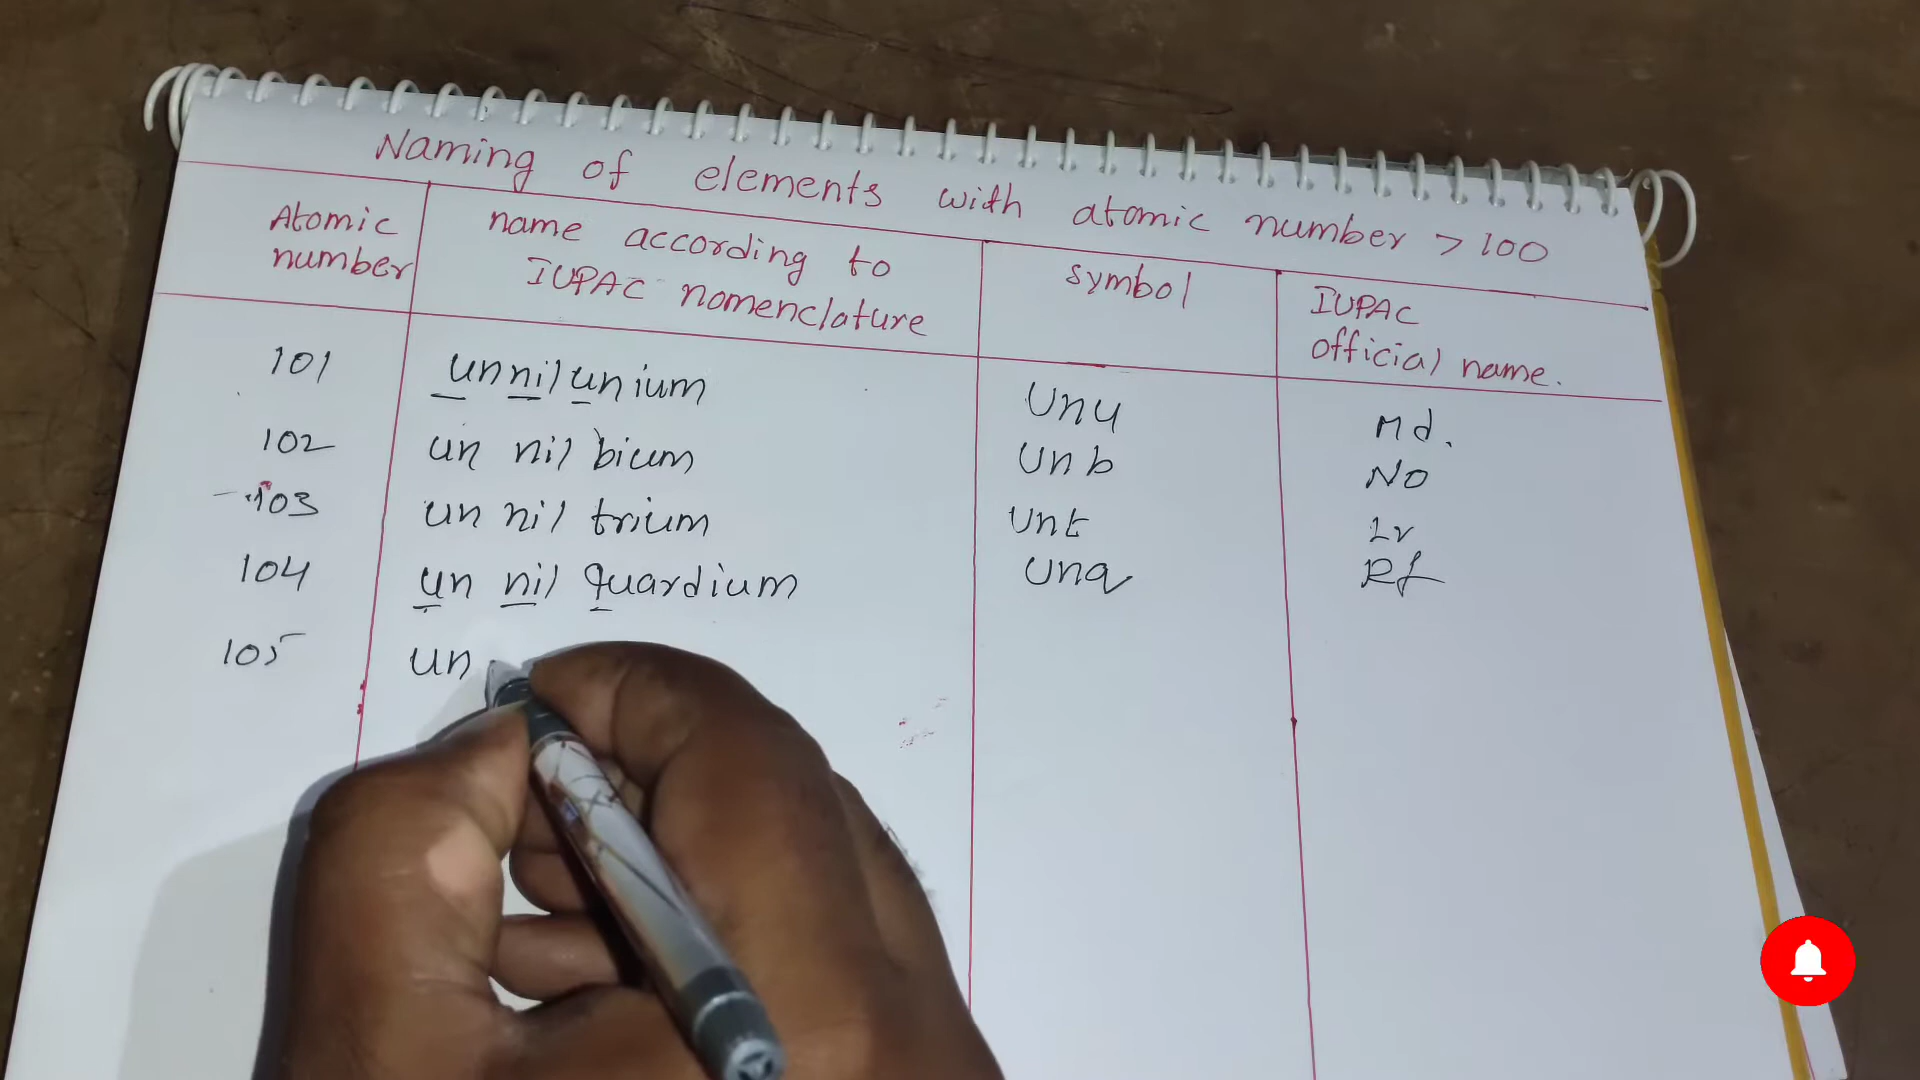 Naming of elements with atomic number > 100
Atomic number
name according to IUPAC nomenclature
symbol
IUPAC official name.
101 unnilunium Unu Md.
102 un nil bium Unb No
103 un nil trium Unt Lr
104 un nil quardium Unq Rf
105 un